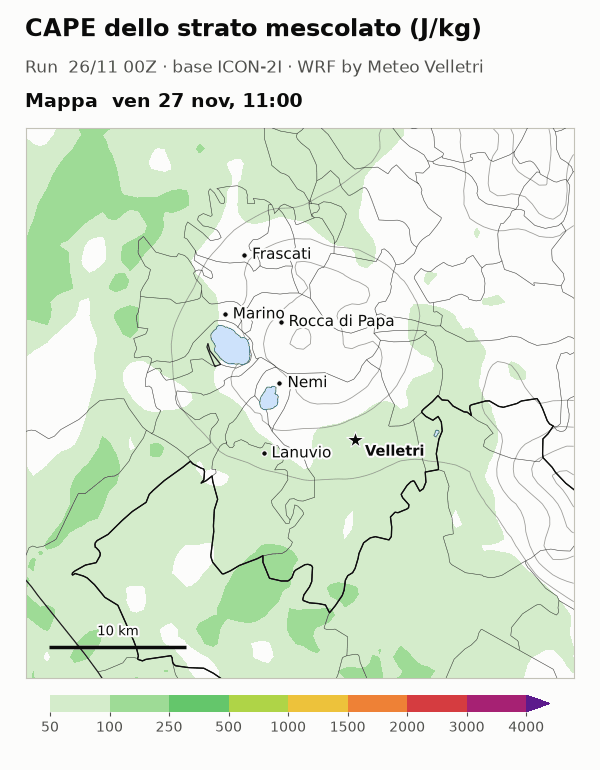 CAPE dello strato mescolato (J/kg)
Run  26/11 00Z · base ICON-2I · WRF by Meteo Velletri
Mappa  ven 27 nov, 11:00
Frascati
Marino
Rocca di Papa
Nemi
Velletri
Lanuvio
10 km
50 100 250 500 1000 1500 2000 3000 4000